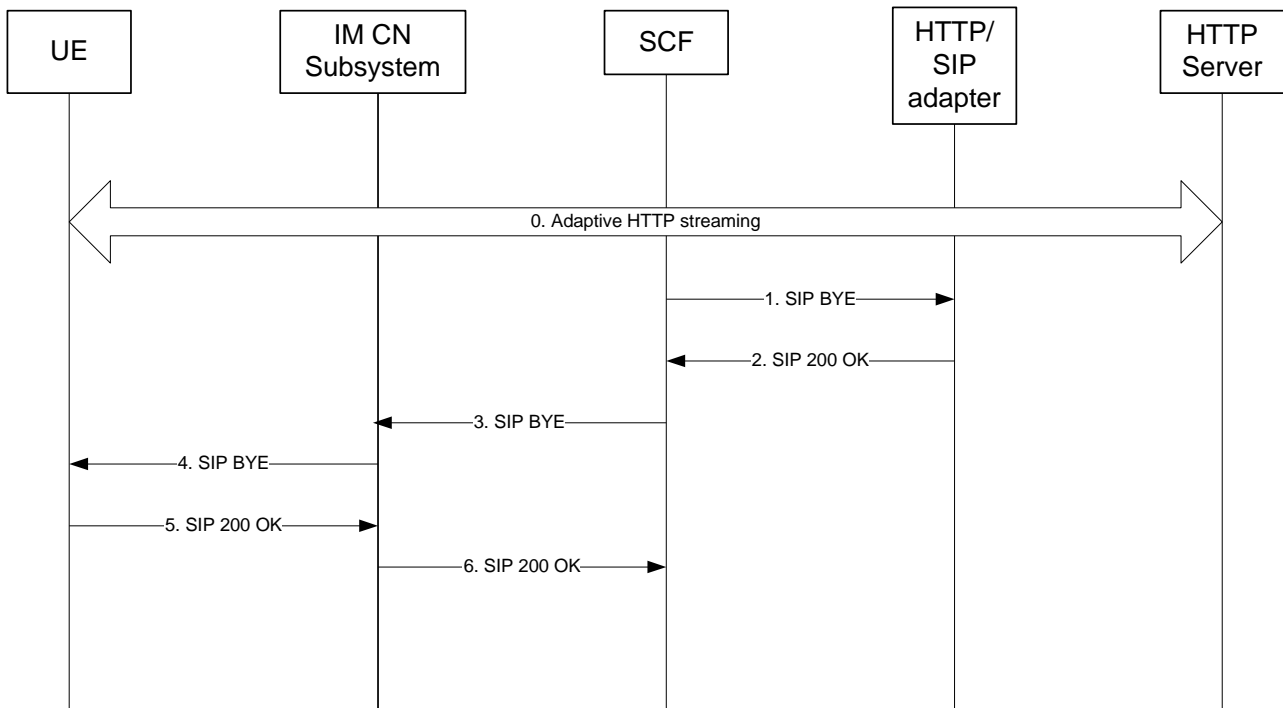 UE
IM CN
Subsystem
SCF
HTTP/
SIP
adapter
HTTP
Server
0. Adaptive HTTP streaming
1. SIP BYE
2. SIP 200 OK
3. SIP BYE
4. SIP BYE
5. SIP 200 OK
6. SIP 200 OK